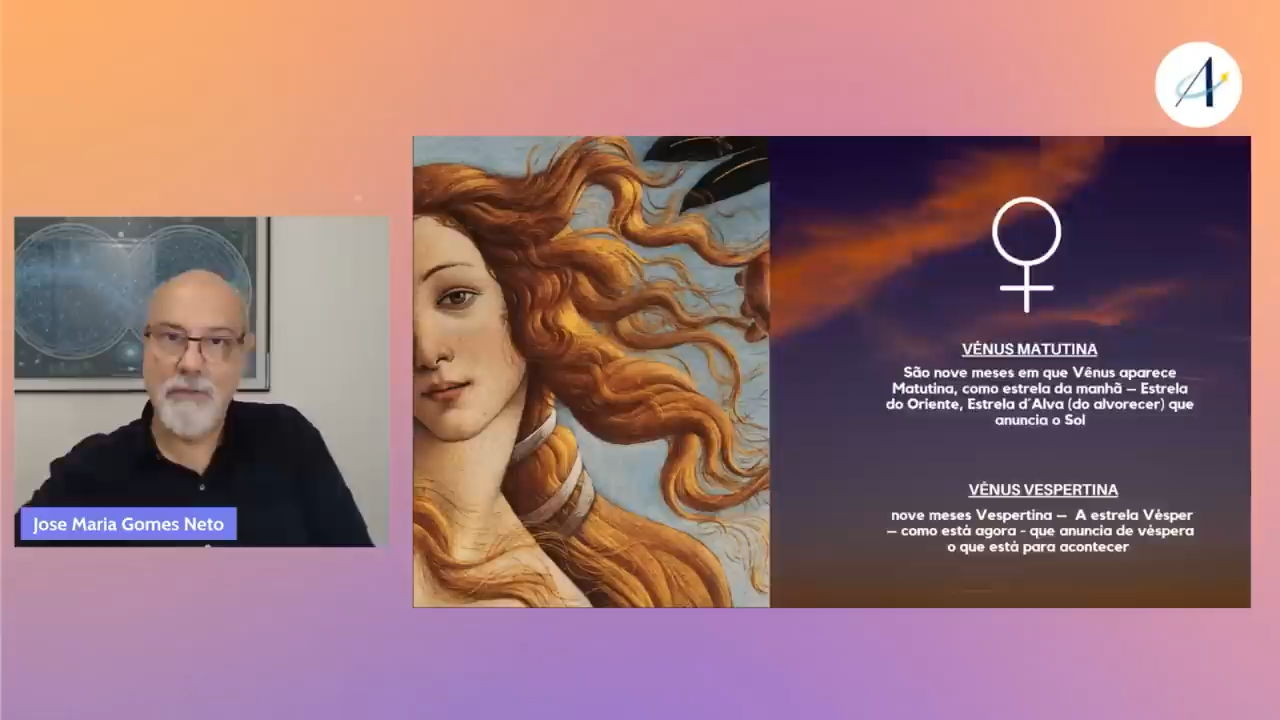 A
Jose Maria Gomes Neto
VÊNUS MATUTINA
São nove meses em que Vênus aparece
Matutina, como estrela da manhã – Estrela
do Oriente, Estrela d´Alva (do alvorecer) que
anuncia o Sol
VÊNUS VESPERTINA
nove meses Vespertina – A estrela Vésper
– como está agora - que anuncia de véspera
o que está para acontecer